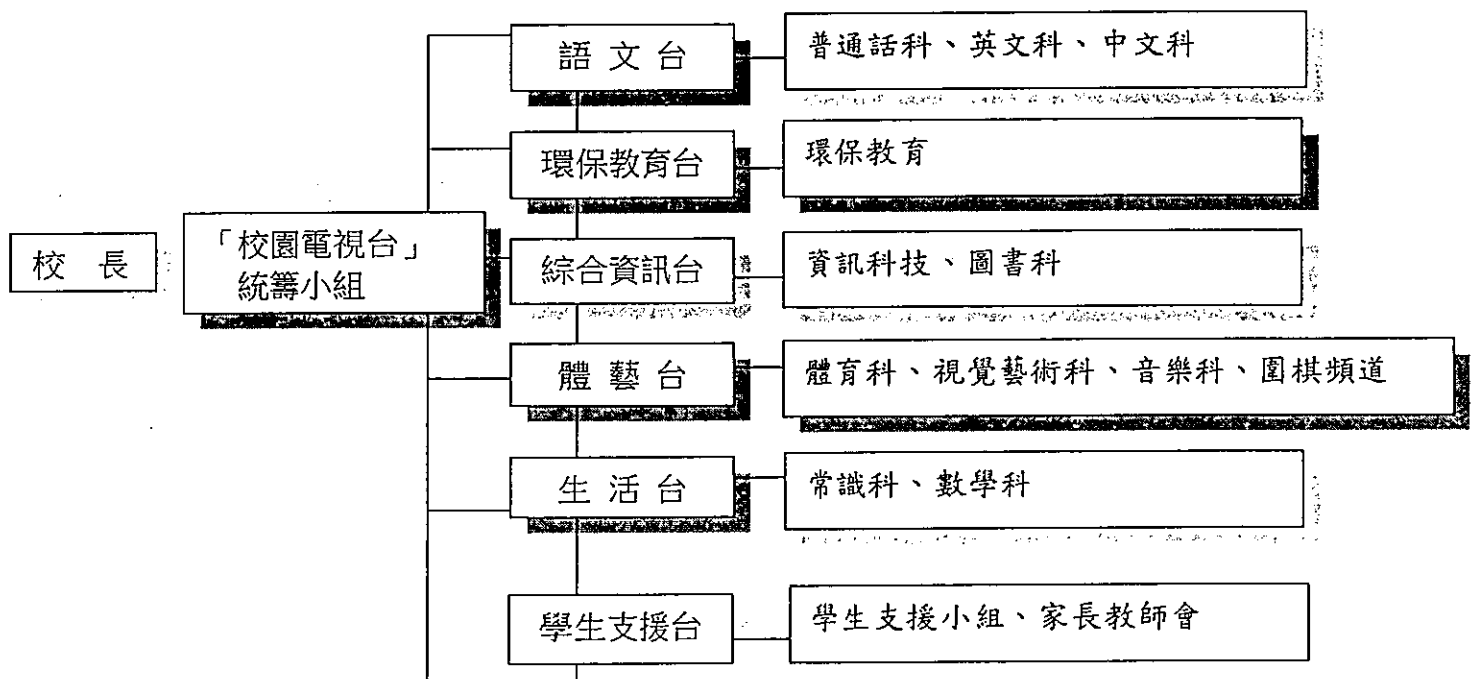 語文台
普通話科、英文科、中文科
環保教育台
環保教育
校長
「校園電視台」
統籌小組
綜合資訊台
資訊科技、圖書科
體藝台
體育科、視覺藝術科、音樂科、圍棋頻道
生活台
常識科、數學科
學生支援台
學生支援小組、家長教師會